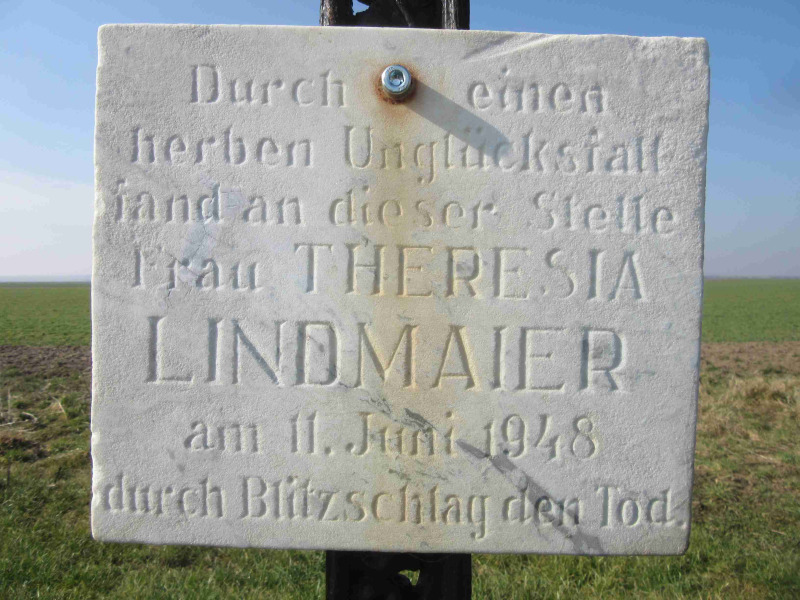 Durch einen
herben Unglücksfall
fand an dieser Stelle
Frau THERESIA
LINDMAIER
am 11. Juni 1948
durch Blitzschlag den Tod.